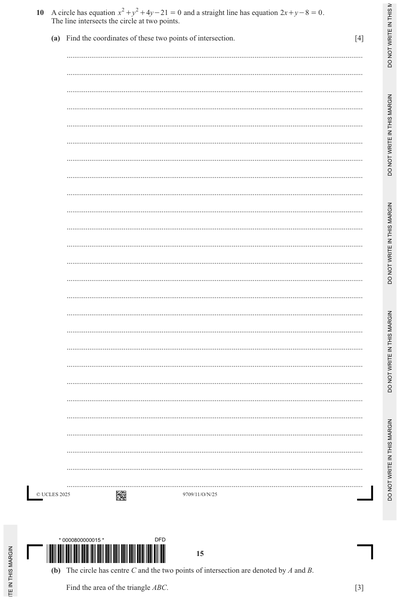 10 A circle has equation x² + y² + 4y − 21 = 0 and a straight line has equation 2x + y − 8 = 0.
The line intersects the circle at two points.
(a) Find the coordinates of these two points of intersection. [4]
© UCLES 2025 9709/11/O/N/25
* 0000800000015 * DFD
15
(b) The circle has centre C and the two points of intersection are denoted by A and B.
Find the area of the triangle ABC. [3]
DO NOT WRITE IN THIS M
DO NOT WRITE IN THIS MARGIN
DO NOT WRITE IN THIS MARGIN
DO NOT WRITE IN THIS MARGIN
DO NOT WRITE IN THIS MARGIN
ITE IN THIS MARGIN